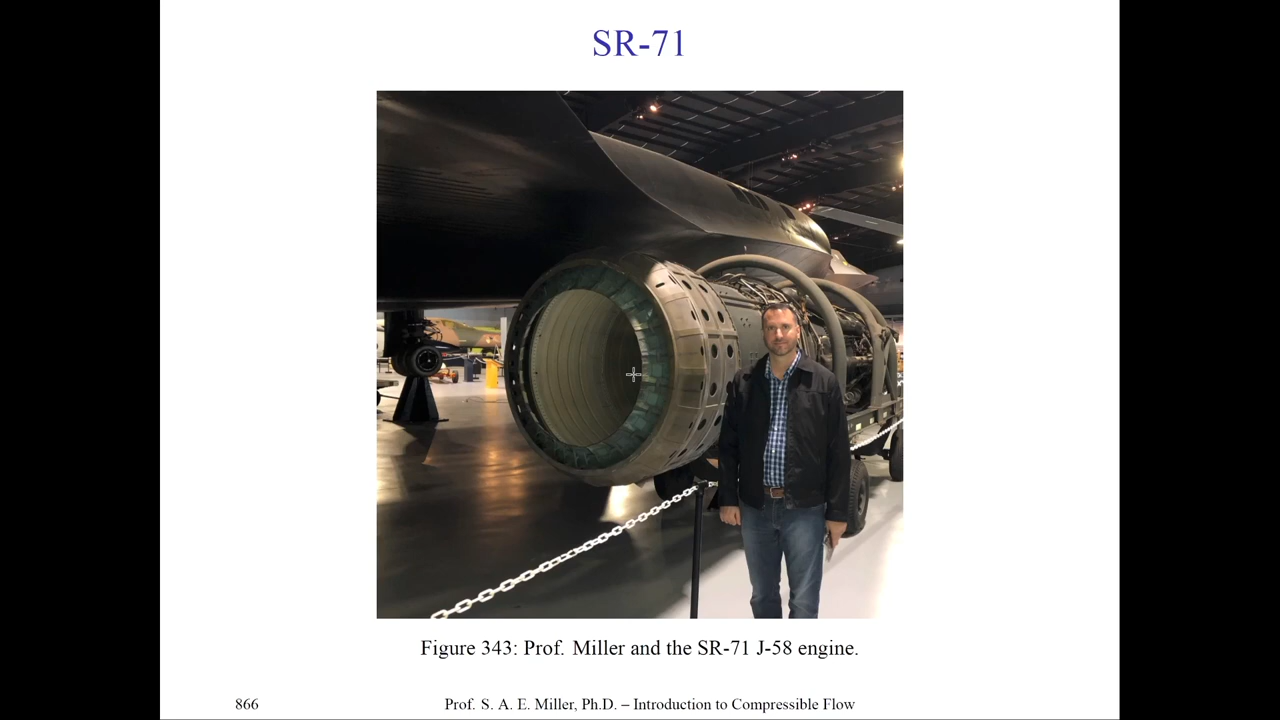 SR-71
Figure 343: Prof. Miller and the SR-71 J-58 engine.
866
Prof. S. A. E. Miller, Ph.D. – Introduction to Compressible Flow